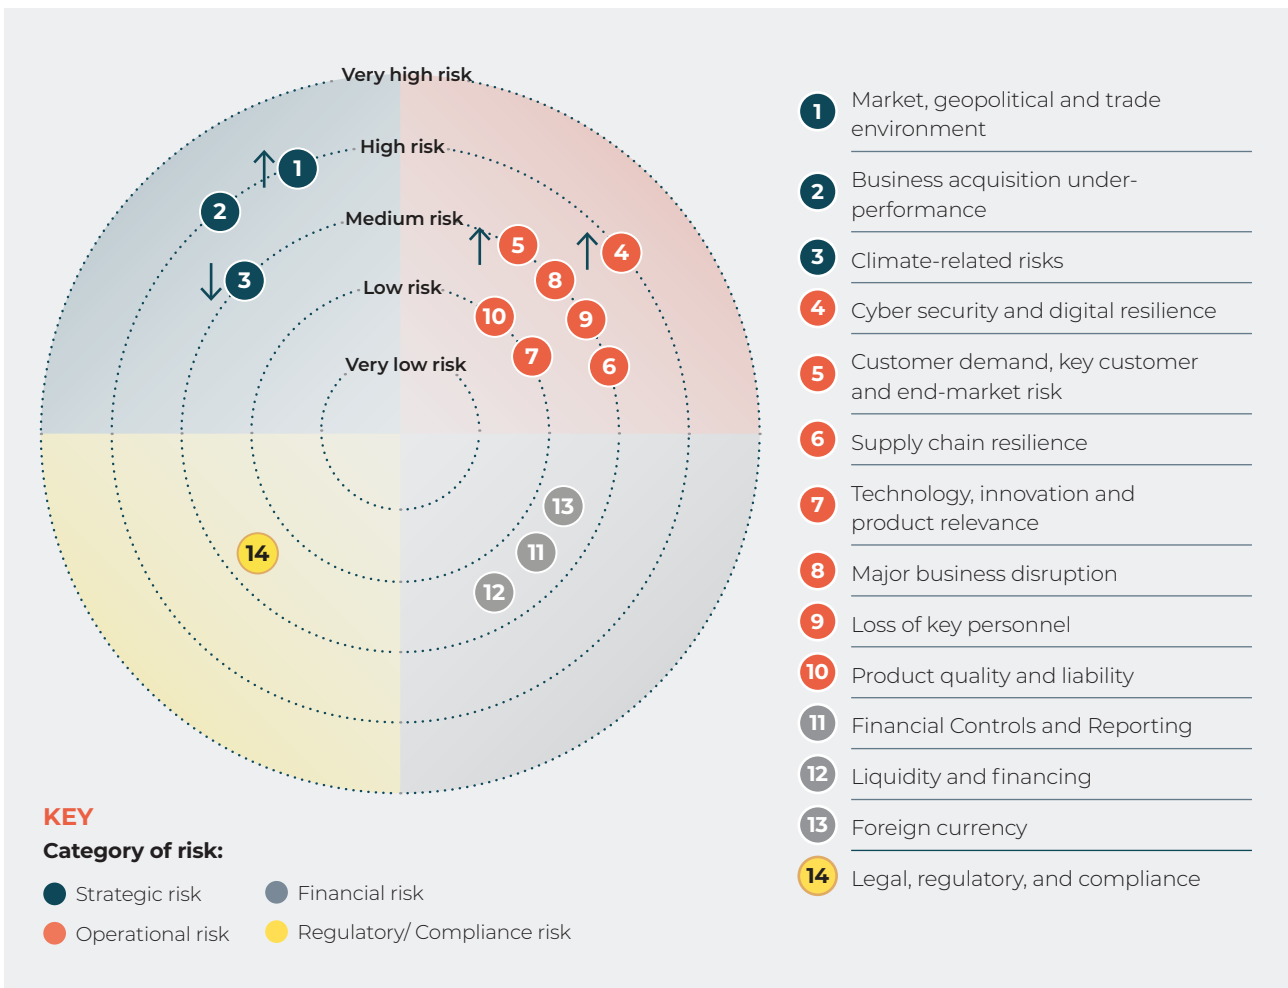 Very high risk
High risk
1
2
Medium risk
5
4
3
8
Low risk
10
9
7
Very low risk
6
13
11
14
12
KEY
Category of risk:
Strategic risk
Financial risk
Operational risk
Regulatory/ Compliance risk
1
Market, geopolitical and trade
environment
2
Business acquisition under-
performance
3
Climate-related risks
4
Cyber security and digital resilience
5
Customer demand, key customer
and end-market risk
6
Supply chain resilience
7
Technology, innovation and
product relevance
8
Major business disruption
9
Loss of key personnel
10
Product quality and liability
11
Financial Controls and Reporting
12
Liquidity and financing
13
Foreign currency
14
Legal, regulatory, and compliance